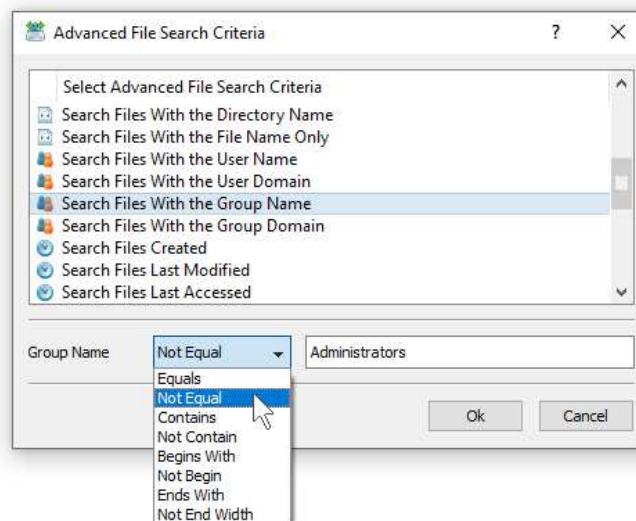 Advanced File Search Criteria ?
Select Advanced File Search Criteria
Search Files With the Directory Name
Search Files With the File Name Only
Search Files With the User Name
Search Files With the User Domain
Search Files With the Group Name
Search Files With the Group Domain
Search Files Created
Search Files Last Modified
Search Files Last Accessed
Group Name Not Equal Administrators
Equals
Not Equal
Contains
Not Contain
Begins With
Not Begin
Ends With
Not End Width
Ok Cancel